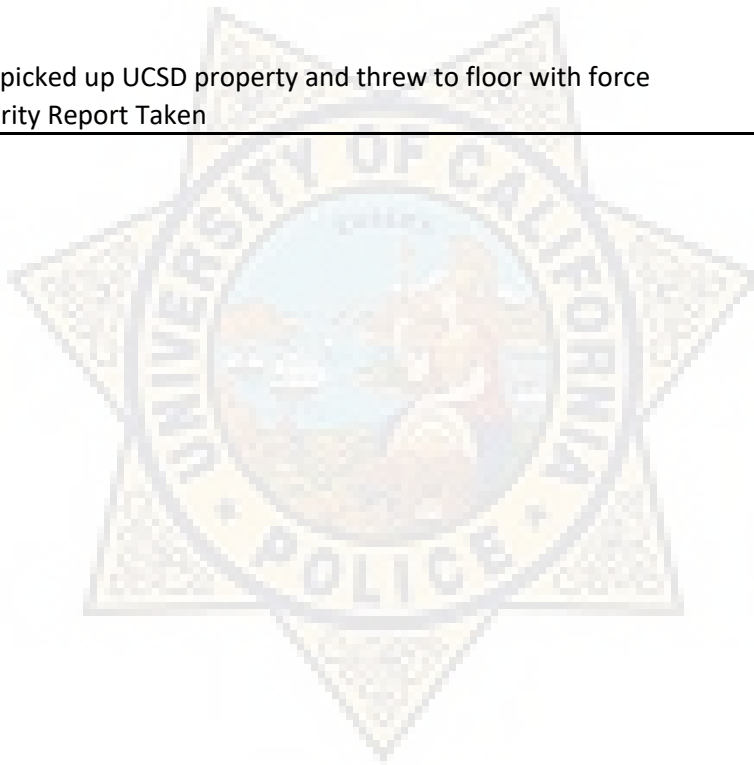 picked up UCSD property and threw to floor with force
rity Report Taken
UNIVERSITY OF CALIFORNIA
POLICE